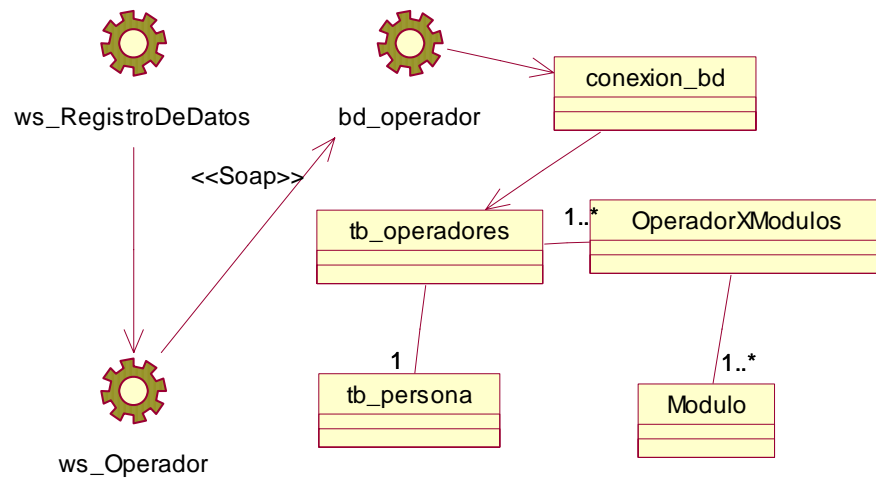 conexion_bd
ws_RegistroDeDatos
bd_operador
<<Soap>>
tb_operadores
1..*
OperadorXModulos
1
1..*
tb_persona
Modulo
ws_Operador